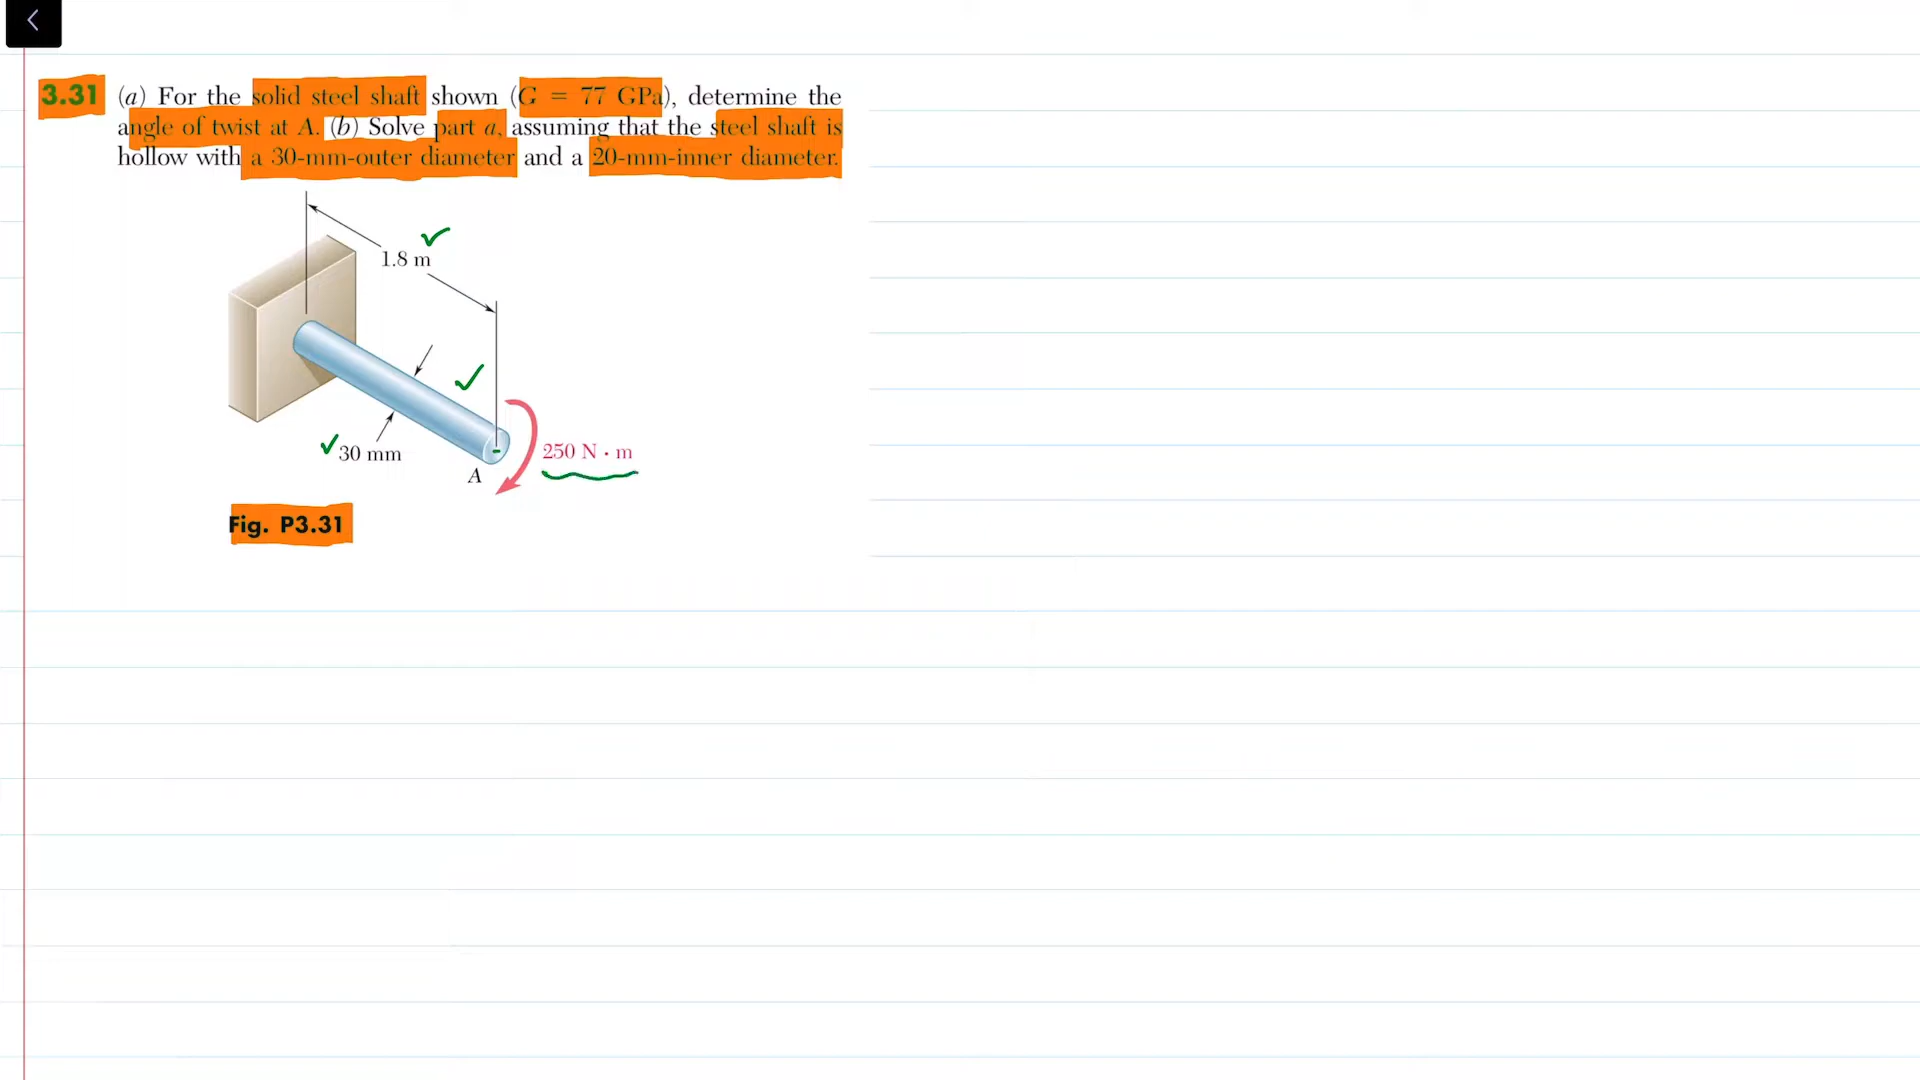 3.31 (a) For the solid steel shaft shown (G = 77 GPa), determine the
angle of twist at A. (b) Solve part a, assuming that the steel shaft is
hollow with a 30-mm-outer diameter and a 20-mm-inner diameter.
1.8 m
30 mm
250 N · m
A
Fig. P3.31